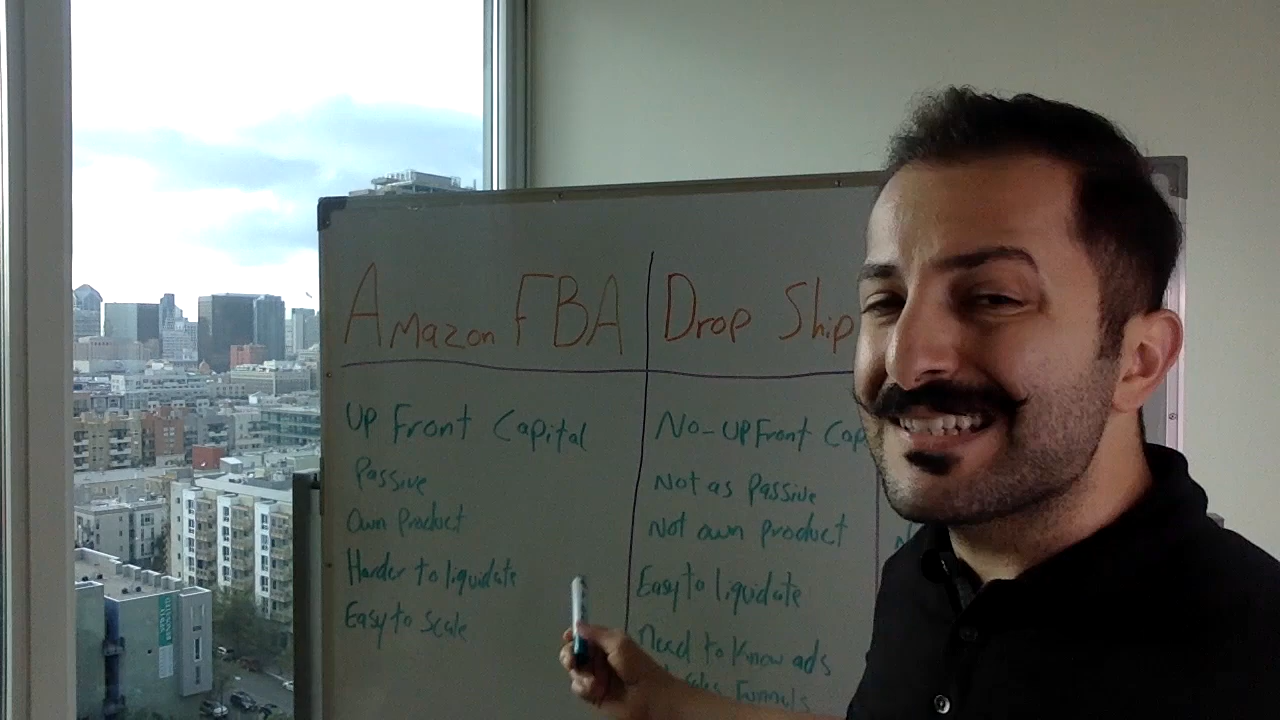 Amazon FBA
Drop Ship
Up Front Capital
Passive
Own Product
Harder to liquidate
Easy to Scale
No-UpFront Cap
Not as Passive
Not own product
Easy to liquidate
Need to Know ads
Funnels